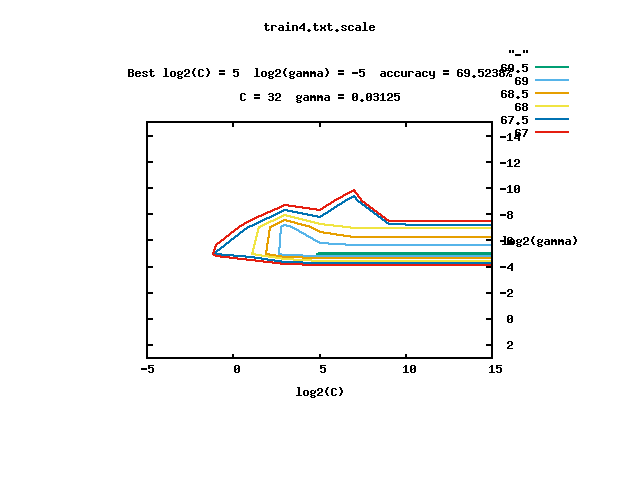 train4.txt.scale
"-"
Best log2(C) = 5  log2(gamma) = -5  accuracy = 69.5238%
69.5
69
C = 32  gamma = 0.03125
68.5
68
67.5
67
-14
-12
-10
-8
-6
log2(gamma)
-4
-2
0
2
-5 0 5 10 15
log2(C)